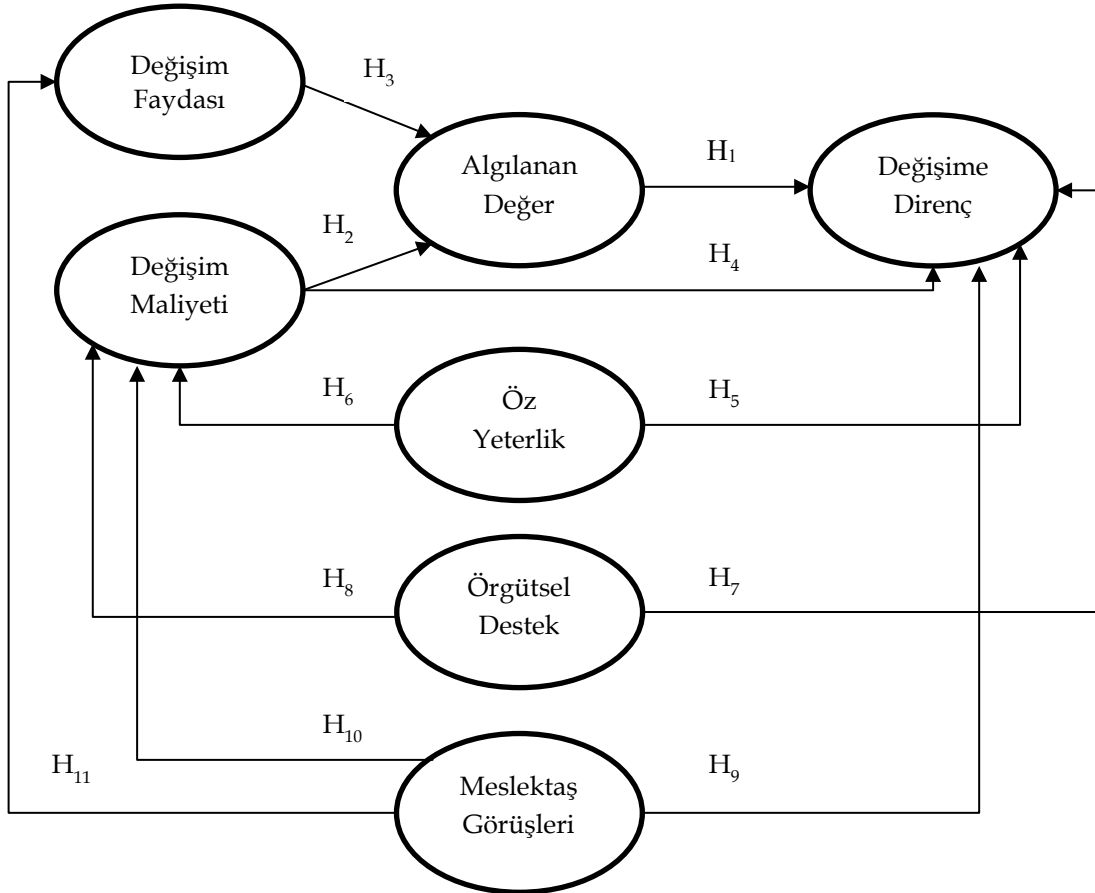 Değişim
Faydası
H₃
Algılanan
Değer
H₁
Değişime
Direnç
Değişim
Maliyeti
H₂
H₄
H₆
Öz
Yeterlik
H₅
H₈
Örgütsel
Destek
H₇
H₁₀
H₁₁
Meslektaş
Görüşleri
H₉